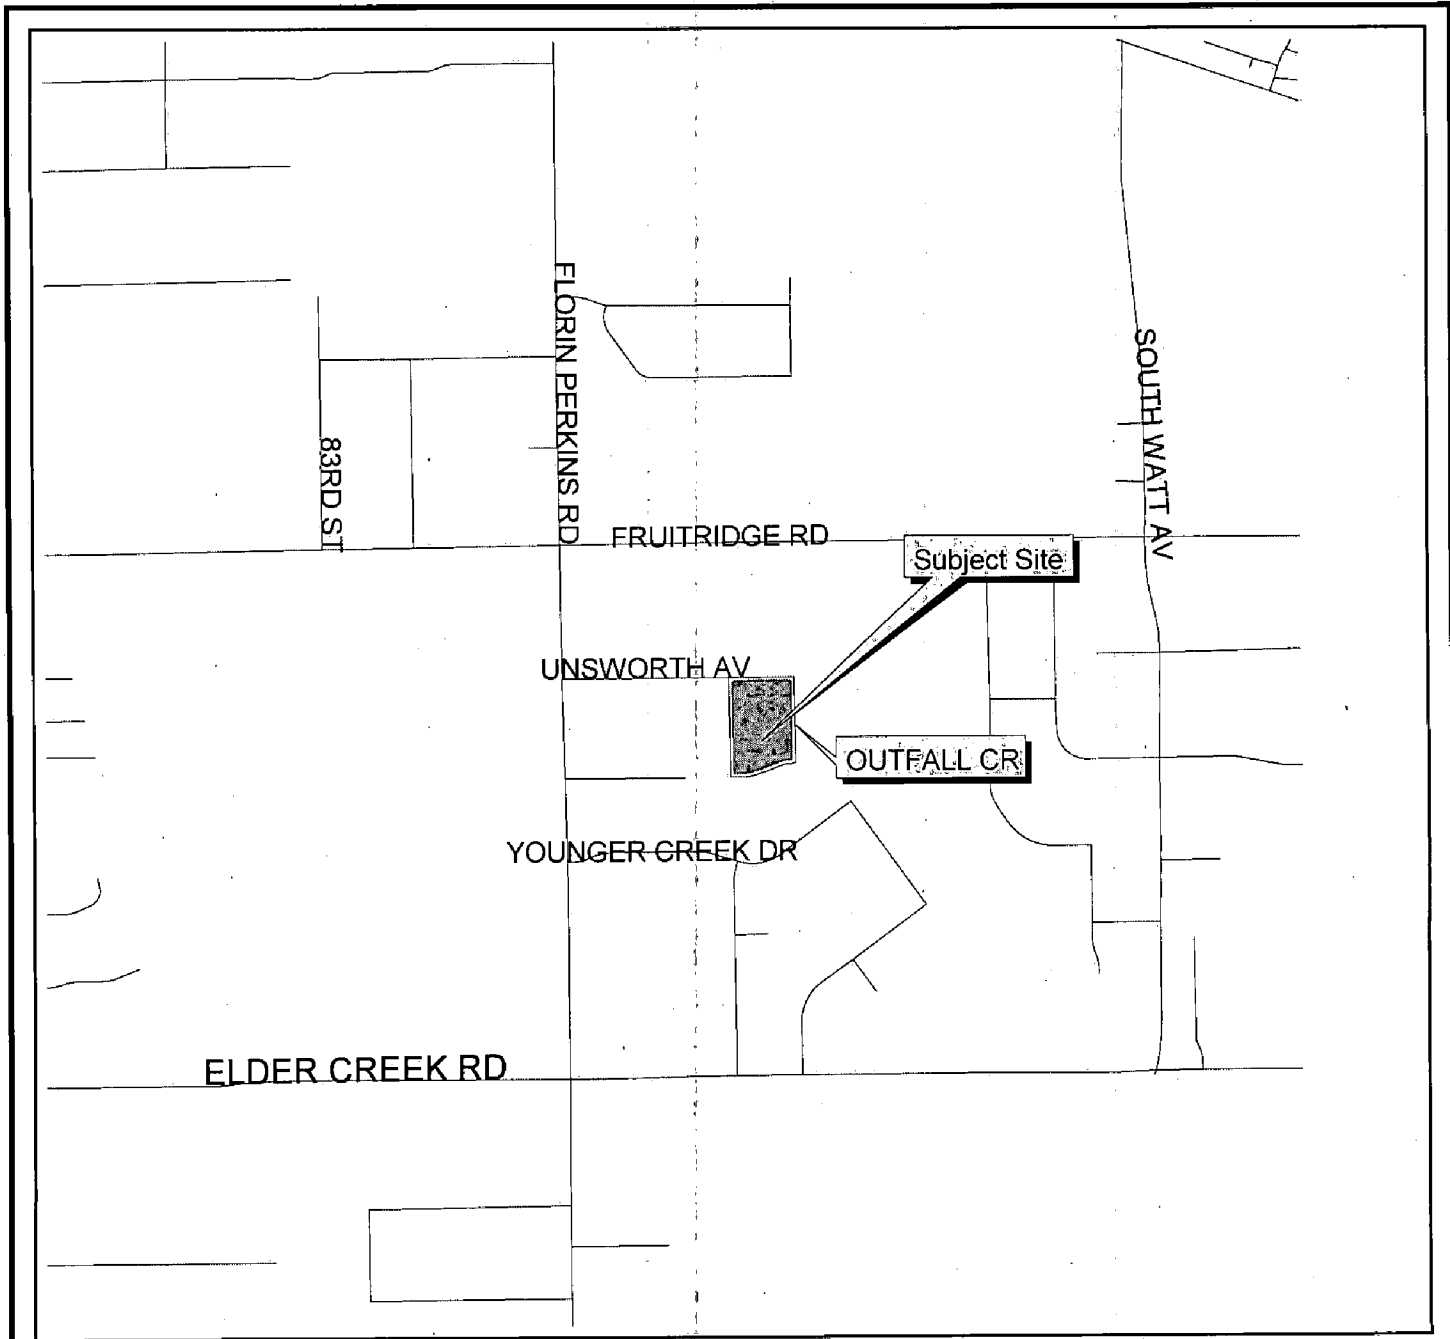 FLORIN PERKINS RD
SOUTH WATT AV
83RD ST
FRUITRIDGE RD
Subject Site
UNSWORTH AV
OUTFALL CR
YOUNGER CREEK DR
ELDER CREEK RD